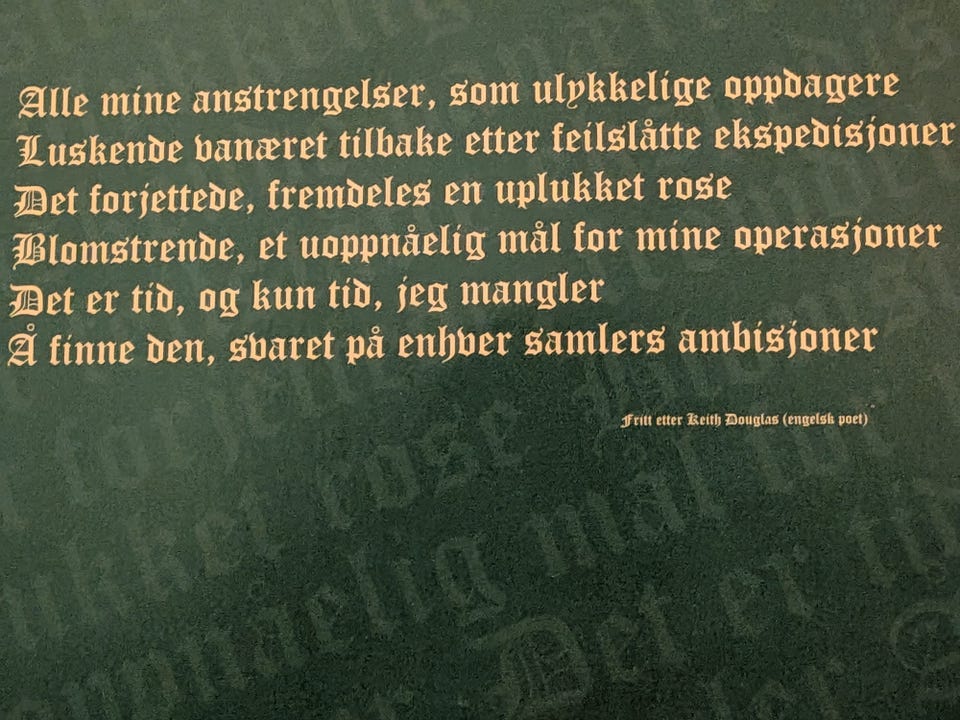 Alle mine anstrengelser, som ulykkelige oppdagere
Luskende vanæret tilbake etter feilslåtte ekspedisjoner
Det forjettede, fremdeles en uplukket rose
Blomstrende, et uoppnåelig mål for mine operasjoner
Det er tid, og kun tid, jeg mangler
Å finne den, svaret på enhver samlers ambisjoner
Fritt etter Keith Douglas (engelsk poet)